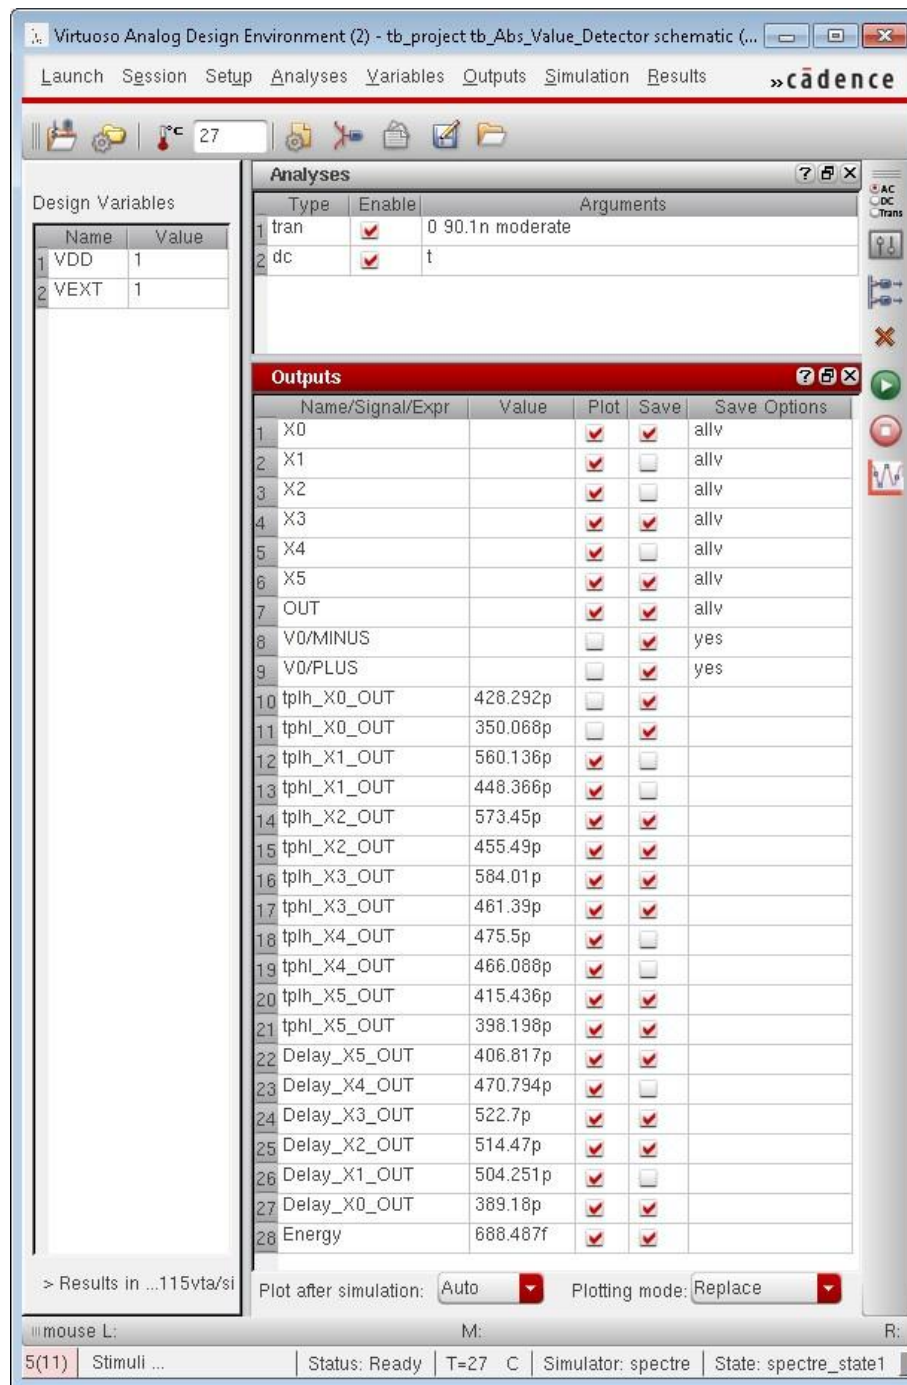 Virtuoso Analog Design Environment (2) - tb_project tb_Abs_Value_Detector schematic (...
Launch Session Setup Analyses Variables Outputs Simulation Results cādence
°C 27
Design Variables
Name Value
1 VDD 1
2 VEXT 1
Analyses
Type Enable Arguments
1 tran 0 90.1n moderate
2 dc t
AC
DC
Trans
Outputs
Name/Signal/Expr Value Plot Save Save Options
1 X0 allv
2 X1 allv
3 X2 allv
4 X3 allv
5 X4 allv
6 X5 allv
7 OUT allv
8 V0/MINUS yes
9 V0/PLUS yes
10 tplh_X0_OUT 428.292p
11 tphl_X0_OUT 350.068p
12 tplh_X1_OUT 560.136p
13 tphl_X1_OUT 448.366p
14 tplh_X2_OUT 573.45p
15 tphl_X2_OUT 455.49p
16 tplh_X3_OUT 584.01p
17 tphl_X3_OUT 461.39p
18 tplh_X4_OUT 475.5p
19 tphl_X4_OUT 466.088p
20 tplh_X5_OUT 415.436p
21 tphl_X5_OUT 398.198p
22 Delay_X5_OUT 406.817p
23 Delay_X4_OUT 470.794p
24 Delay_X3_OUT 522.7p
25 Delay_X2_OUT 514.47p
26 Delay_X1_OUT 504.251p
27 Delay_X0_OUT 389.18p
28 Energy 688.487f
> Results in ...115vta/si
Plot after simulation: Auto Plotting mode: Replace
mouse L: M: R:
5(11) Stimuli ... Status: Ready T=27 C Simulator: spectre State: spectre_state1